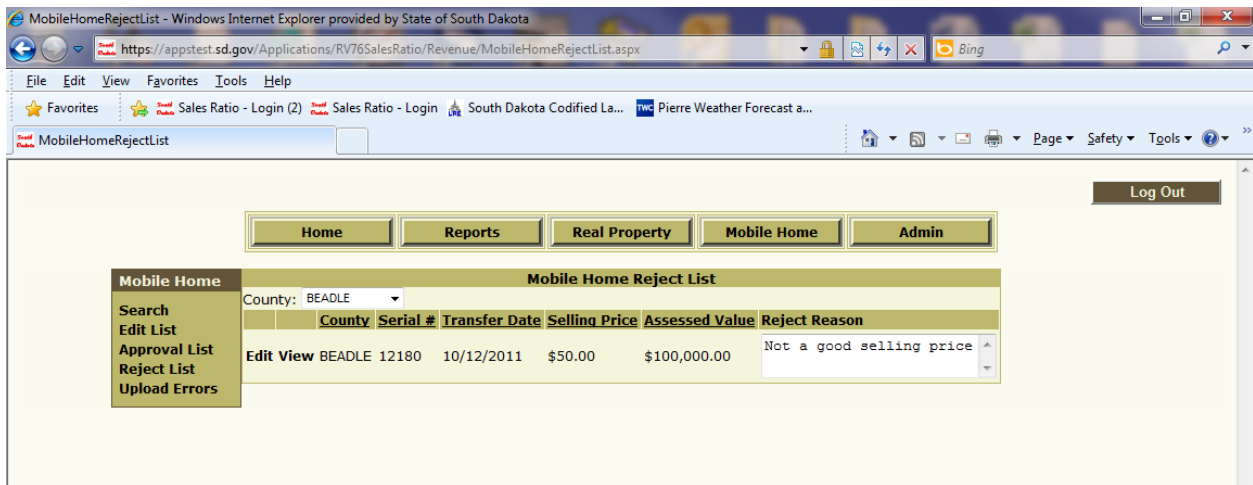 MobileHomeRejectList - Windows Internet Explorer provided by State of South Dakota
https://appstest.sd.gov/Applications/RV76SalesRatio/Revenue/MobileHomeRejectList.aspx Bing
File Edit View Favorites Tools Help
Favorites Sales Ratio - Login (2) Sales Ratio - Login South Dakota Codified La... TWC Pierre Weather Forecast a...
MobileHomeRejectList Page Safety Tools
Log Out
Home Reports Real Property Mobile Home Admin
Mobile Home
Search
Edit List
Approval List
Reject List
Upload Errors
Mobile Home Reject List
County: BEADLE
County Serial # Transfer Date Selling Price Assessed Value Reject Reason
Edit View BEADLE 12180 10/12/2011 $50.00 $100,000.00 Not a good selling price